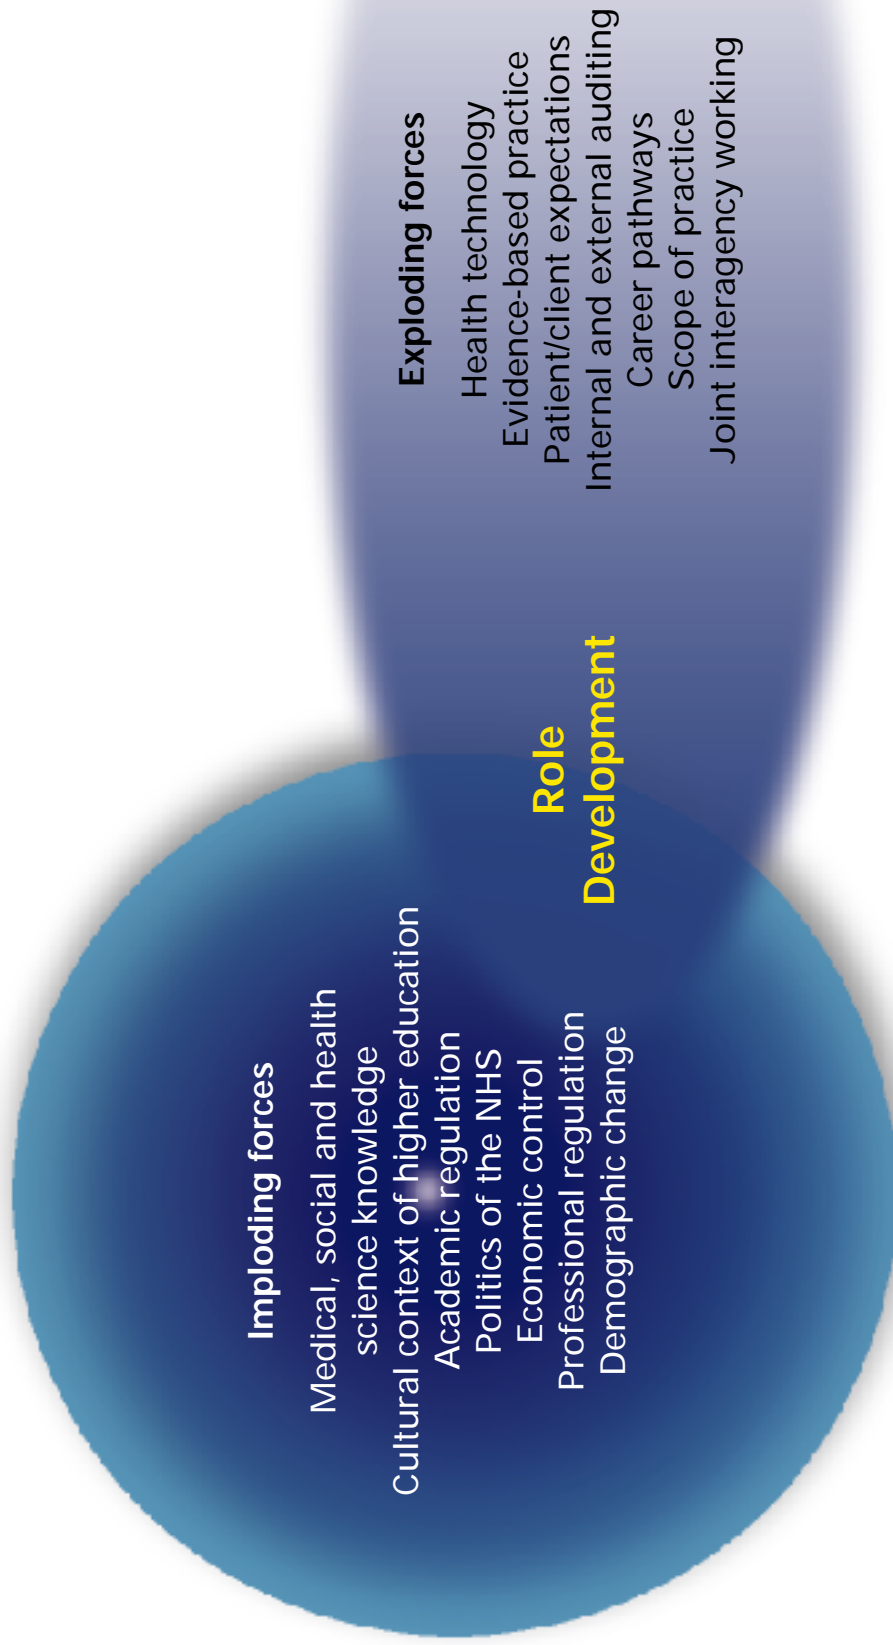 Imploding forces
Medical, social and health
science knowledge
Cultural context of higher education
Academic regulation
Politics of the NHS
Economic control
Professional regulation
Demographic change
Role
Development
Exploding forces
Health technology
Evidence-based practice
Patient/client expectations
Internal and external auditing
Career pathways
Scope of practice
Joint interagency working